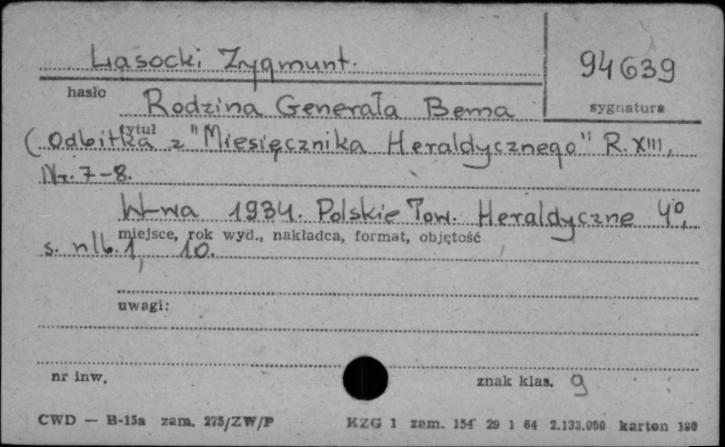 Lasocki Zygmunt.
94639
hasło
sygnatura
Rodzina Generała Bema
tytuł
(Odbitka z "Miesięcznika Heraldycznego" R. XIII,
Nr. 7-8.
W-wa 1934. Polskie Tow. Heraldyczne 4°,
miejsce, rok wyd., nakładca, format, objętość
s. nlb. 1, 10.
uwagi:
nr inw.
znak klas. 9
CWD — B-15a zam. 275/ZW/P KZG 1 zam. 154 29 1 64 2.133.000 karton 180